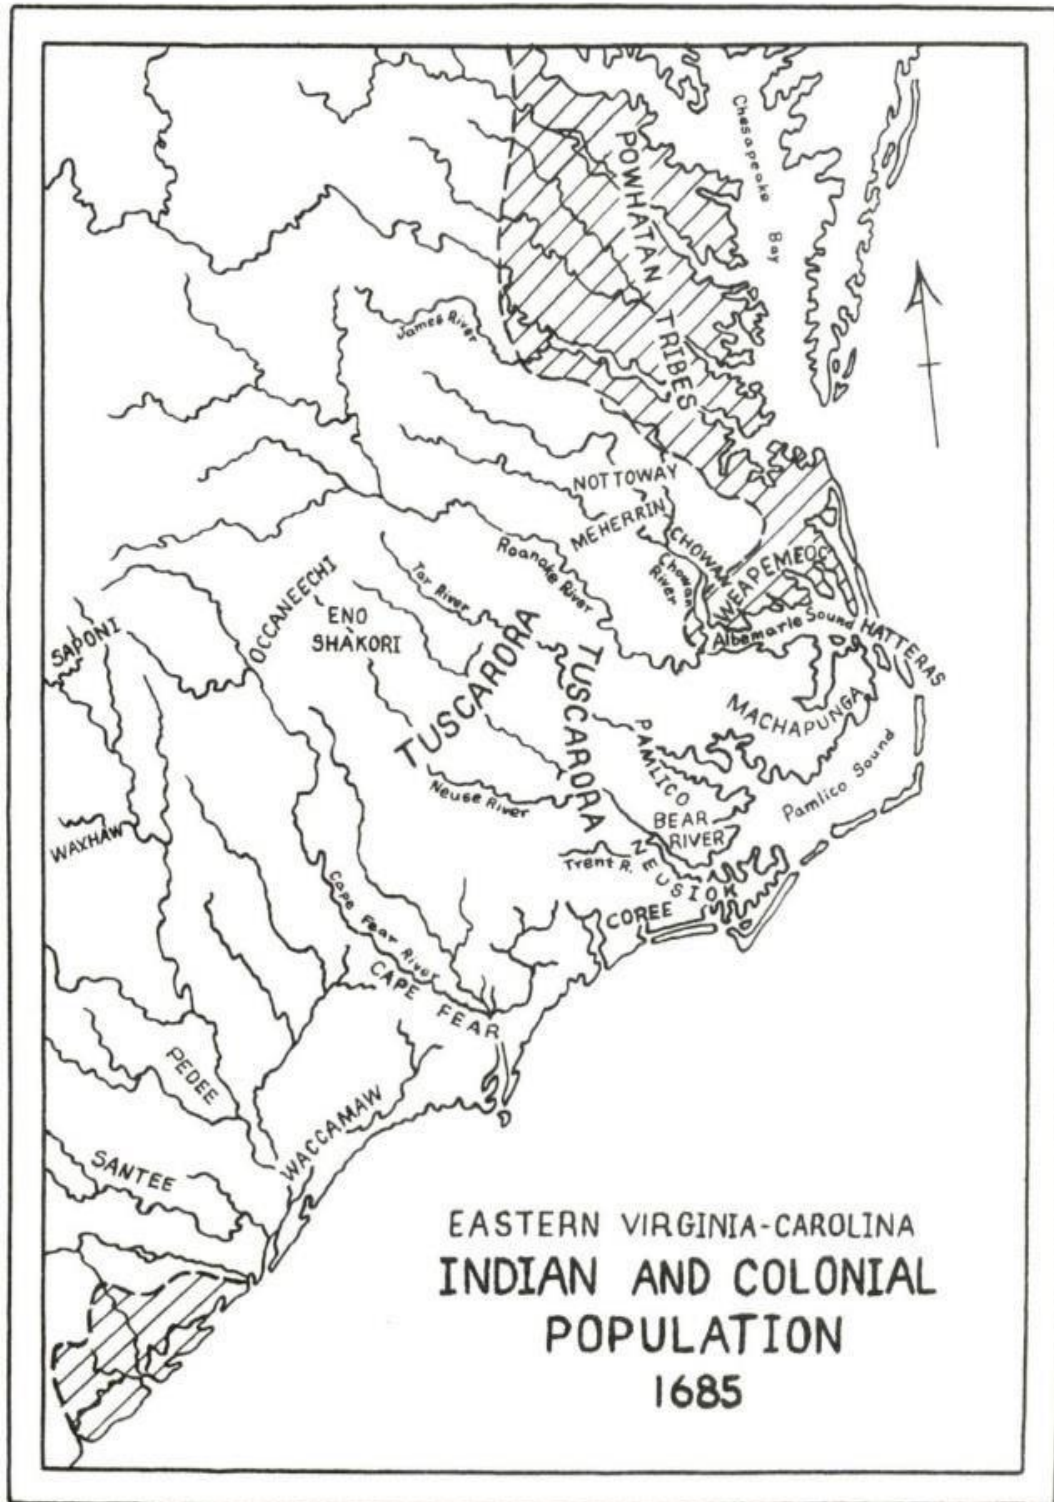 Chesapeake Bay
POWHATAN TRIBES
James River
NOTTOWAY
MEHERRIN
CHOWAN
Chowan River
WEAPEMEOC
Roanoke River
Albemarle Sound
HATTERAS
Tar River
OCCANEECHI
ENO
SHAKORI
SAPONI
TUSCARORA
TUSCARORA
MACHAPUNGA
PAMLICO
Pamlico Sound
Neuse River
BEAR
RIVER
WAXHAW
Trent R.
NEUSIOK
COREE
Cape Fear River
CAPE FEAR
PEDEE
WACCAMAW
SANTEE
EASTERN VIRGINIA-CAROLINA
INDIAN AND COLONIAL
POPULATION
1685